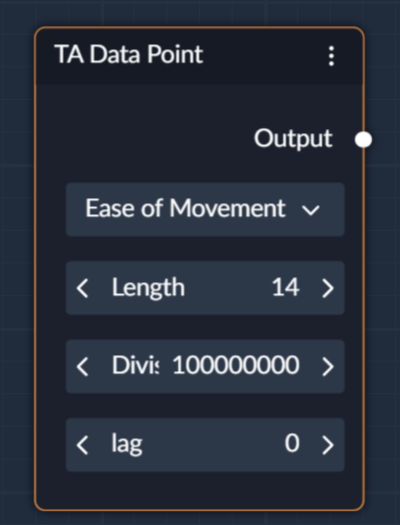 TA Data Point
Output
Ease of Movement
Length 14
Divis 100000000
lag 0